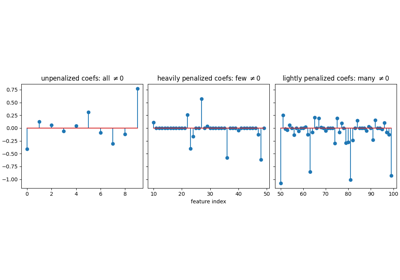 unpenalized coefs: all ≠0
heavily penalized coefs: few ≠0
lightly penalized coefs: many ≠0
0.75
0.50
0.25
0.00
−0.25
−0.50
−0.75
−1.00
0 2 4 6 8
10 20 30 40 50
50 60 70 80 90 100
feature index